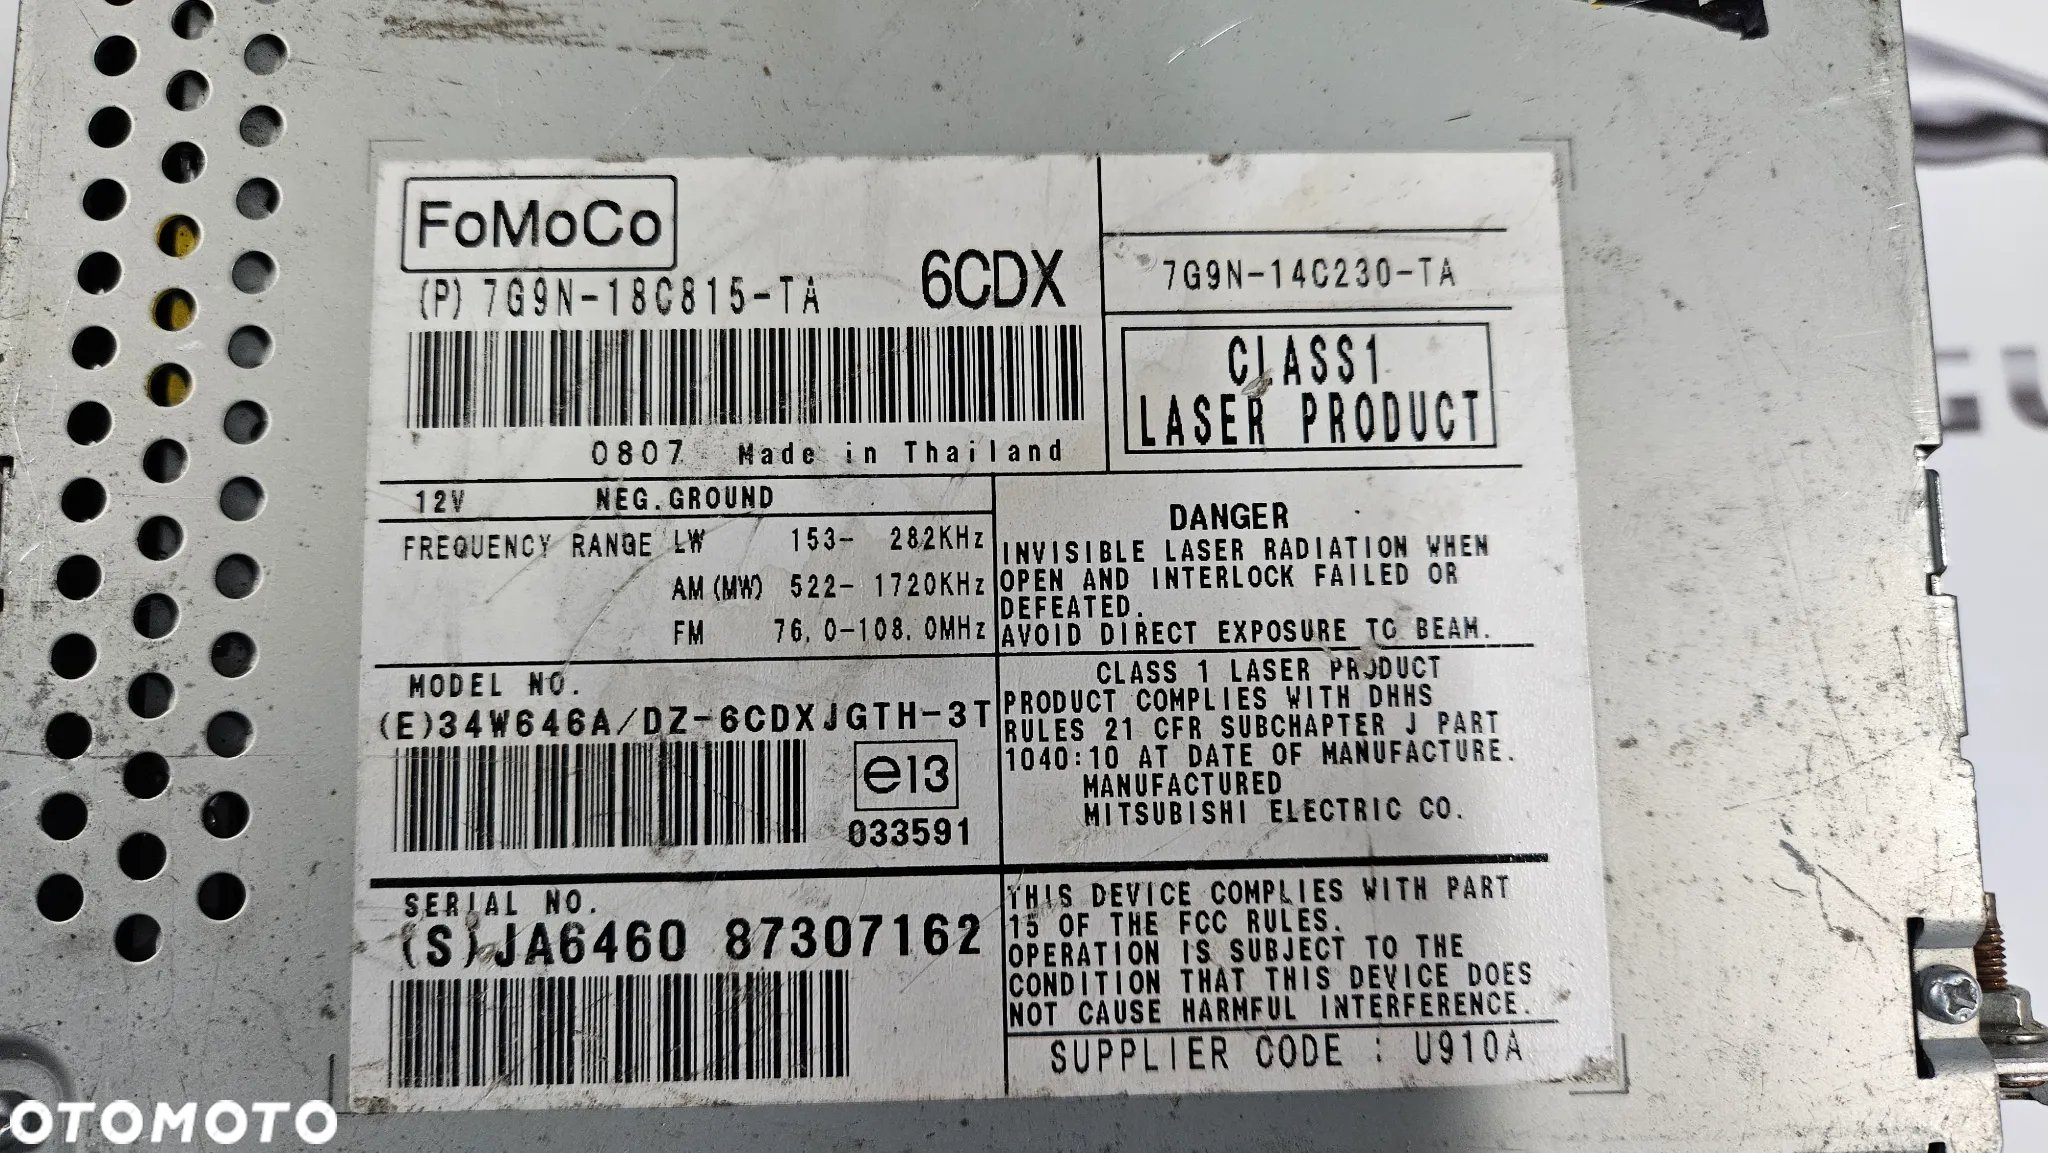 FoMoCo
(P) 7G9N-18C815-TA
6CDX
0807 Made in Thailand
7G9N-14C230-TA
CLASS1
LASER PRODUCT
12V NEG.GROUND
FREQUENCY RANGE LW 153- 282KHz
AM(MW) 522- 1720KHz
FM 76.0-108.0MHz
DANGER
INVISIBLE LASER RADIATION WHEN
OPEN AND INTERLOCK FAILED OR
DEFEATED.
AVOID DIRECT EXPOSURE TO BEAM.
MODEL NO.
(E)34W646A/DZ-6CDXJGTH-3T
e13
033591
CLASS 1 LASER PRODUCT
PRODUCT COMPLIES WITH DHHS
RULES 21 CFR SUBCHAPTER J PART
1040:10 AT DATE OF MANUFACTURE.
MANUFACTURED
MITSUBISHI ELECTRIC CO.
SERIAL NO.
(S)JA6460 87307162
THIS DEVICE COMPLIES WITH PART
15 OF THE FCC RULES.
OPERATION IS SUBJECT TO THE
CONDITION THAT THIS DEVICE DOES
NOT CAUSE HARMFUL INTERFERENCE.
SUPPLIER CODE : U910A
OTOMOTO